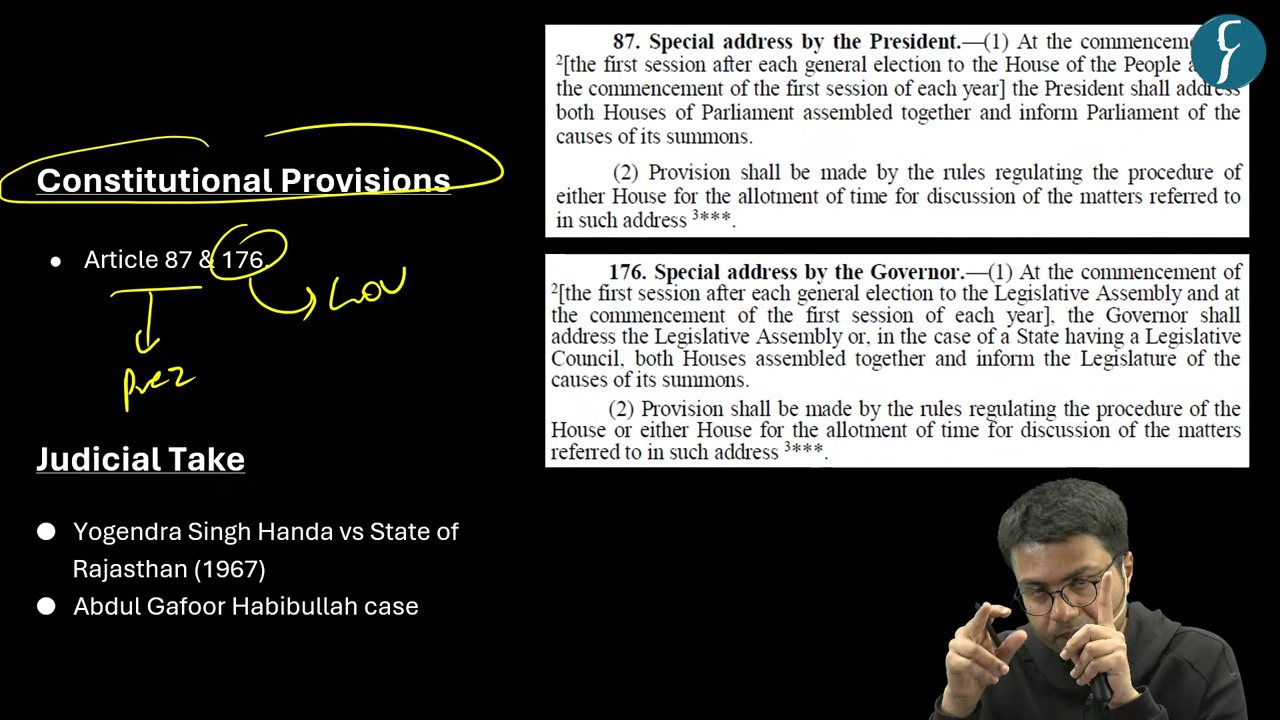 Constitutional Provisions
● Article 87 & 176.
Prez
Gov
Judicial Take
● Yogendra Singh Handa vs State of
Rajasthan (1967)
● Abdul Gafoor Habibullah case
87. Special address by the President.—(1) At the commencem
²[the first session after each general election to the House of the People
the commencement of the first session of each year] the President shall address
both Houses of Parliament assembled together and inform Parliament of the
causes of its summons.
(2) Provision shall be made by the rules regulating the procedure of
either House for the allotment of time for discussion of the matters referred to
in such address ³***.
176. Special address by the Governor.—(1) At the commencement of
²[the first session after each general election to the Legislative Assembly and at
the commencement of the first session of each year], the Governor shall
address the Legislative Assembly or, in the case of a State having a Legislative
Council, both Houses assembled together and inform the Legislature of the
causes of its summons.
(2) Provision shall be made by the rules regulating the procedure of the
House or either House for the allotment of time for discussion of the matters
referred to in such address ³***.